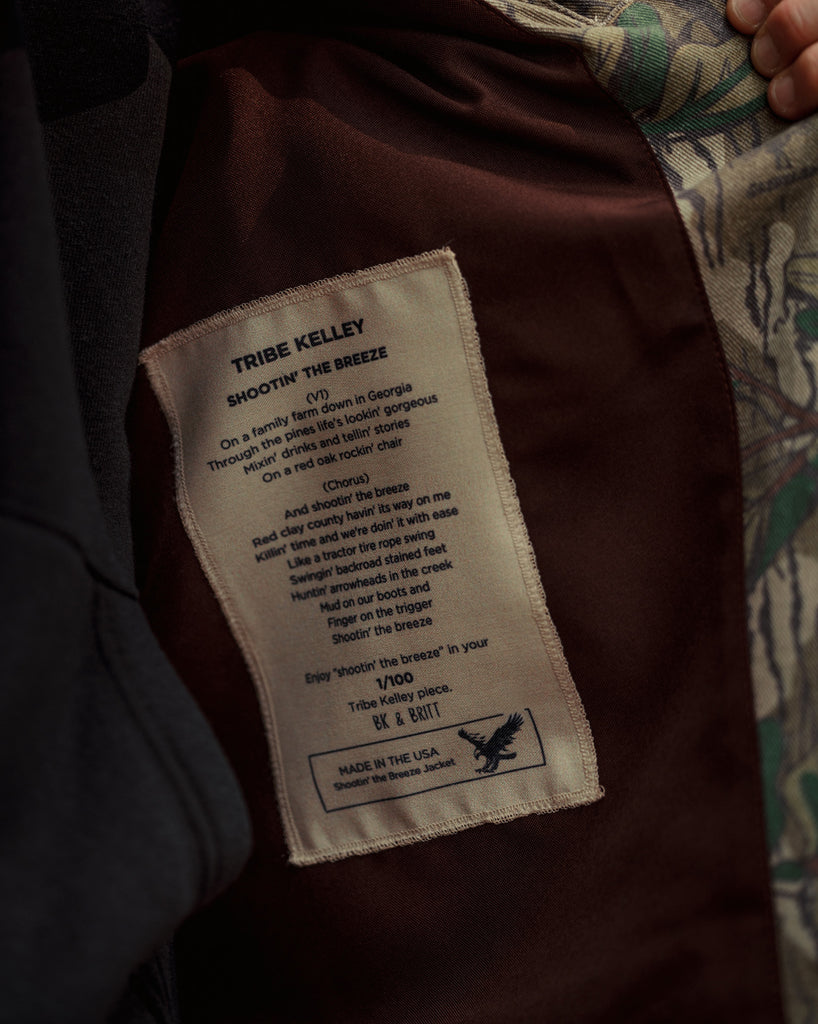 TRIBE KELLEY
SHOOTIN' THE BREEZE
(V1)
On a family farm down in Georgia
Through the pines life's lookin' gorgeous
Mixin' drinks and tellin' stories
On a red oak rockin' chair
(Chorus)
And shootin' the breeze
Red clay county havin' its way on me
Killin' time and we're doin' it with ease
Like a tractor tire rope swing
Swingin' backroad stained feet
Huntin' arrowheads in the creek
Mud on our boots and
Finger on the trigger
Shootin' the breeze
Enjoy "shootin' the breeze" in your
1/100
Tribe Kelley piece.
BK & BRITT
MADE IN THE USA
Shootin' the Breeze Jacket